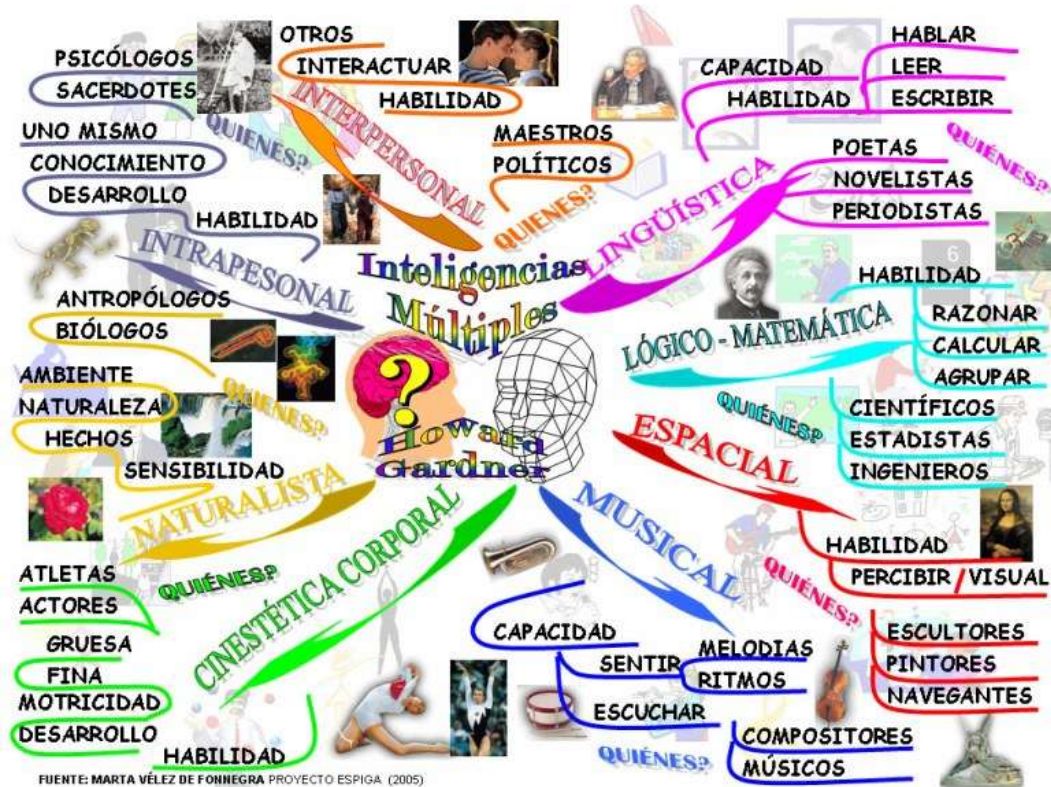 Inteligencias
Múltiples
Howard
Gardner
?
INTERPERSONAL
OTROS
INTERACTUAR
HABILIDAD
QUIENES?
MAESTROS
POLÍTICOS
LINGÜÍSTICA
CAPACIDAD
HABILIDAD
HABLAR
LEER
ESCRIBIR
QUIÉNES?
POETAS
NOVELISTAS
PERIODISTAS
LÓGICO - MATEMÁTICA
HABILIDAD
RAZONAR
CALCULAR
AGRUPAR
QUIÉNES?
CIENTÍFICOS
ESTADISTAS
INGENIEROS
ESPACIAL
HABILIDAD
PERCIBIR / VISUAL
QUIÉNES?
ESCULTORES
PINTORES
NAVEGANTES
MUSICAL
CAPACIDAD
SENTIR
MELODIAS
RITMOS
ESCUCHAR
QUIÉNES?
COMPOSITORES
MÚSICOS
CINESTÉTICA CORPORAL
QUIÉNES?
ATLETAS
ACTORES
GRUESA
FINA
MOTRICIDAD
DESARROLLO
HABILIDAD
NATURALISTA
QUIENES?
ANTROPÓLOGOS
BIÓLOGOS
AMBIENTE
NATURALEZA
HECHOS
SENSIBILIDAD
INTRAPESONAL
QUIENES?
PSICÓLOGOS
SACERDOTES
UNO MISMO
CONOCIMIENTO
DESARROLLO
HABILIDAD
6
FUENTE: MARTA VÉLEZ DE FONNEGRA PROYECTO ESPIGA (2005)